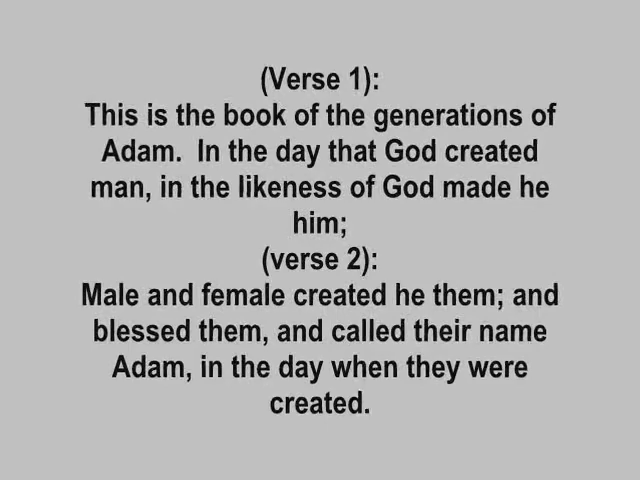 (Verse 1):
This is the book of the generations of
Adam.  In the day that God created
man, in the likeness of God made he
him;
(verse 2):
Male and female created he them; and
blessed them, and called their name
Adam, in the day when they were
created.